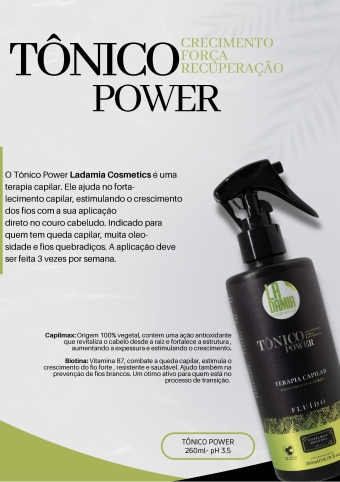 TÔNICO
POWER
CRECIMENTO
FORÇA
RECUPERAÇÃO
O Tônico Power Ladamia Cosmetics é uma
terapia capilar. Ele ajuda no forta-
lecimento capilar, estimulando o crescimento
dos fios com a sua aplicação
direto no couro cabeludo. Indicado para
quem tem queda capilar, muita oleo-
sidade e fios quebradiços. A aplicação deve
ser feita 3 vezes por semana.
Capilmax: Origem 100% vegetal, contém uma ação antioxidante
que revitaliza o cabelo desde a raiz e fortalece a estrutura,
aumentando a expessura e estimulando o crescimento.
Biotina: Vitamina B7, combate a queda capilar, estimula o
crescimento do fio forte, resistente e saudável. Ajudo também na
prevenção de fios brancos. Um ótimo ativo para quem está no
processo de transição.
TÔNICO POWER
260ml- pH 3.5
LA
DAMIA
TÔNICO
POWER
TERAPIA CAPILAR
FLUÍDO